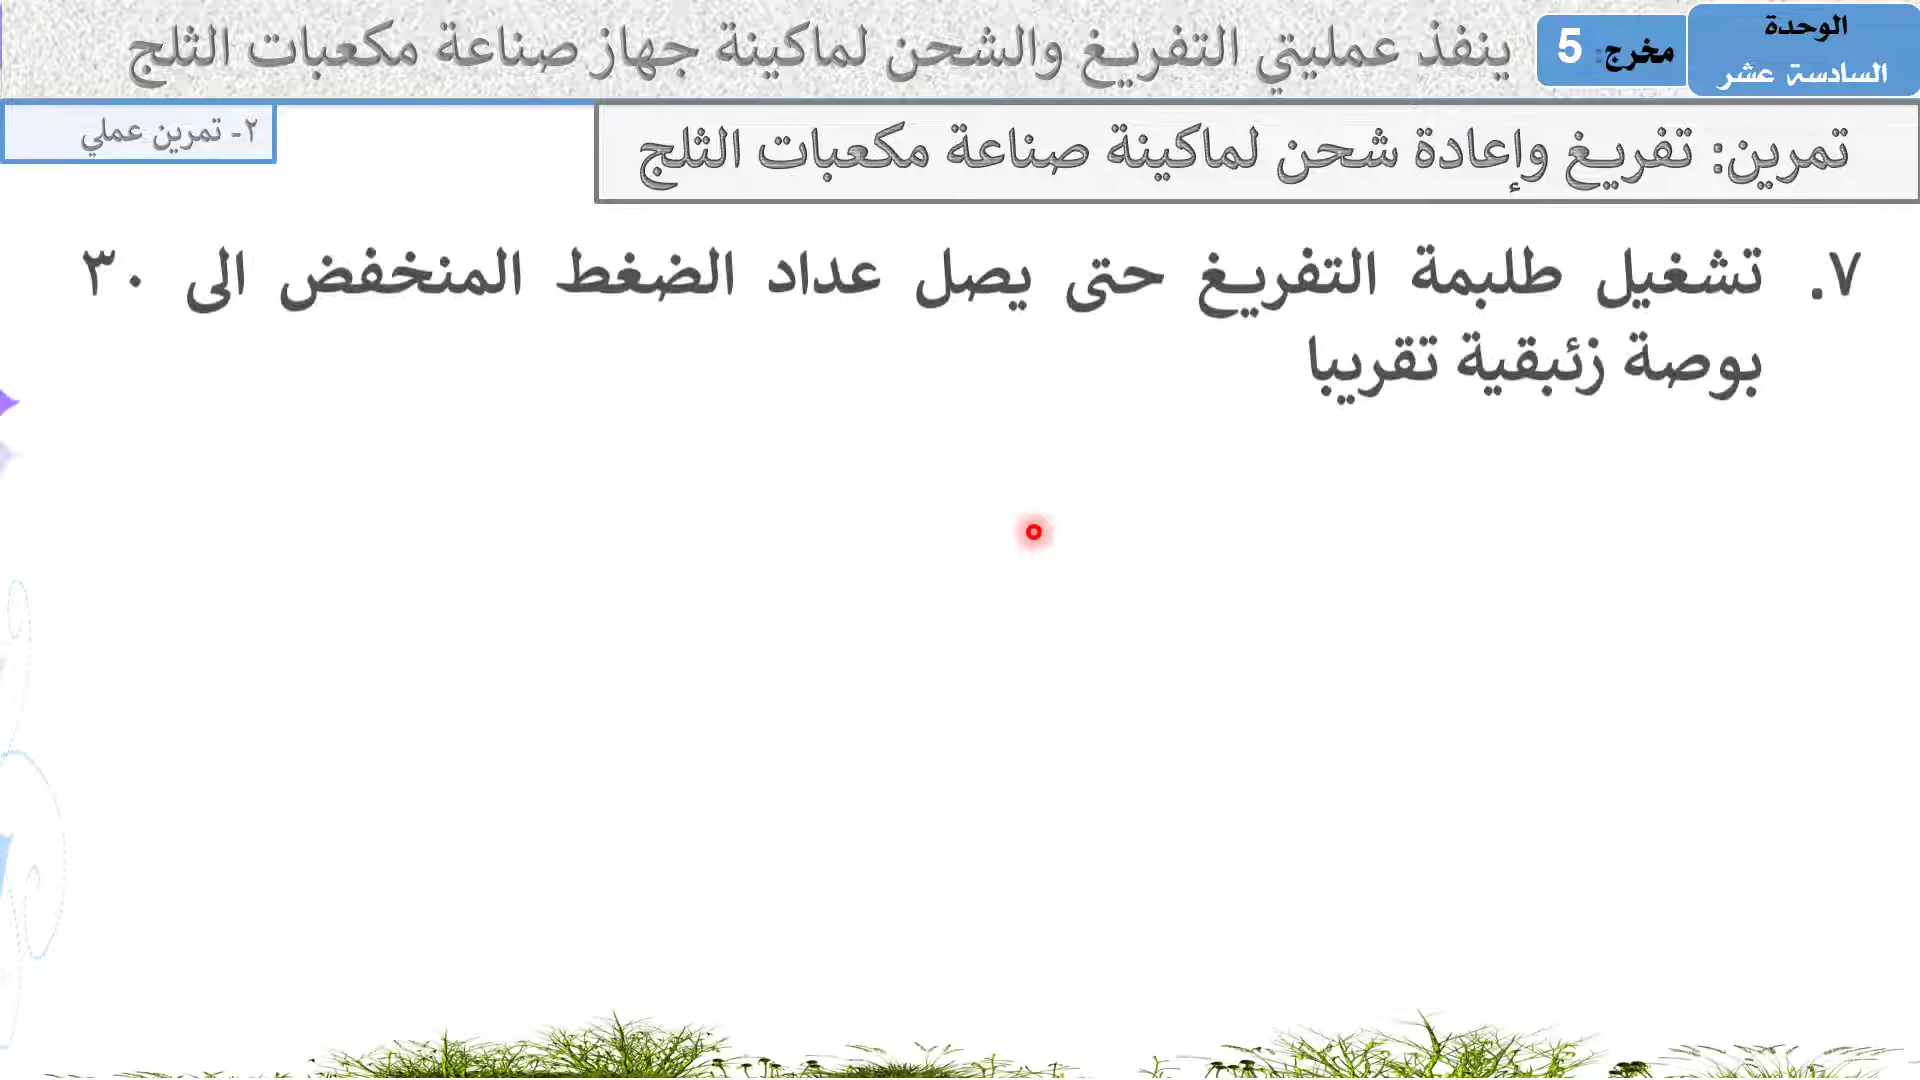 الوحدة
السادسة عشر
مخرج: 5
ينفذ عمليتي التفريغ والشحن لماكينة جهاز صناعة مكعبات الثلج
تمرين: تفريغ وإعادة شحن لماكينة صناعة مكعبات الثلج
٢- تمرين عملي
٧. تشغيل طلبمة التفريغ حتى يصل عداد الضغط المنخفض الى ٣٠
بوصة زئبقية تقريبا